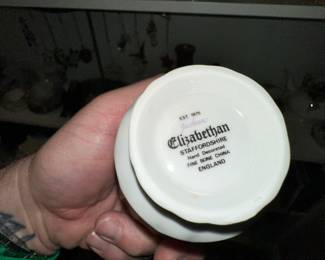 Elizabethan
STAFFORDSHIRE
Hand Decorated
FINE BONE CHINA
ENGLAND